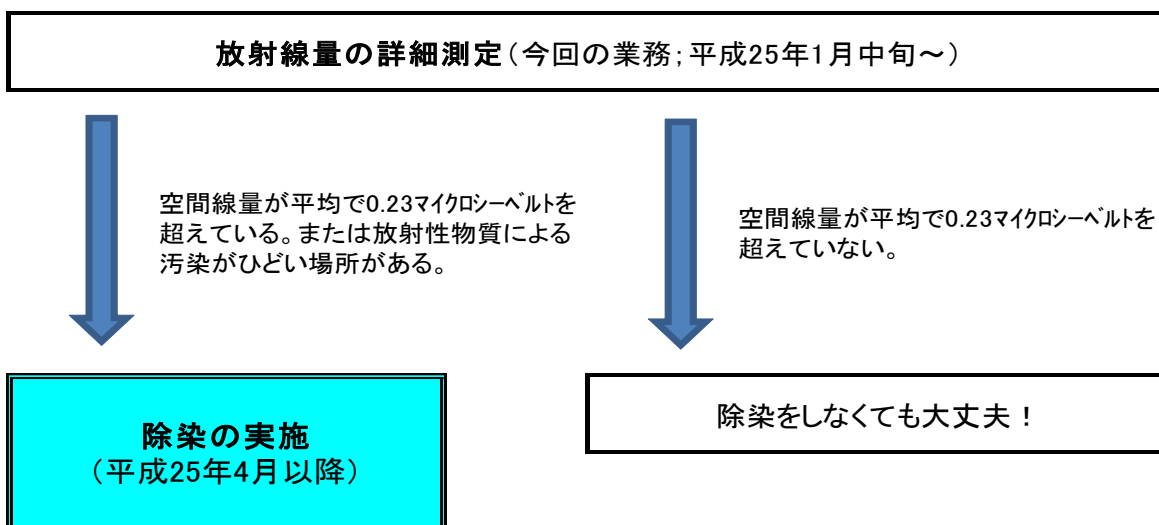 放射線量の詳細測定(今回の業務;平成25年1月中旬~)
空間線量が平均で0.23マイクロシーベルトを
超えている。または放射性物質による
汚染がひどい場所がある。
空間線量が平均で0.23マイクロシーベルトを
超えていない。
除染の実施
(平成25年4月以降)
除染をしなくても大丈夫!